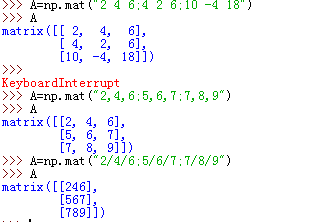 >>> A=np.mat("2 4 6;4 2 6;10 -4 18")
>>> A
matrix([[ 2,  4,  6],
        [ 4,  2,  6],
        [10, -4, 18]])
>>>
KeyboardInterrupt
>>> A=np.mat("2,4,6;5,6,7;7,8,9")
>>> A
matrix([[2, 4, 6],
        [5, 6, 7],
        [7, 8, 9]])
>>> A=np.mat("2/4/6;5/6/7;7/8/9")
>>> A
matrix([[246],
        [567],
        [789]])